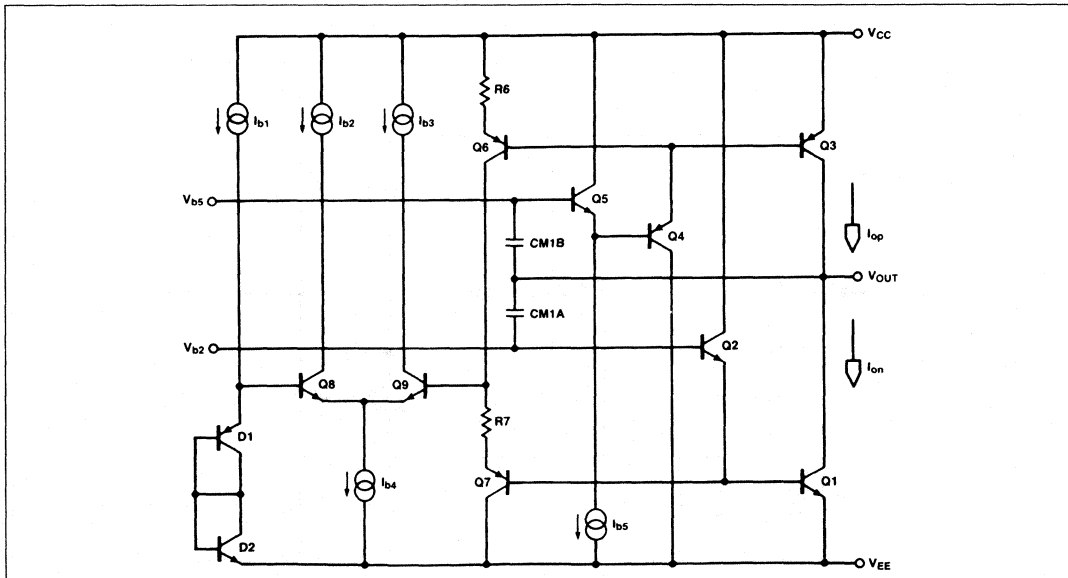 VCC
R6
Ib1
Ib2
Ib3
Q6
Q3
Vb5
Q5
Q4
Iop
CM1B
VOUT
CM1A
Vb2
Q2
Ion
Q8
Q9
R7
D1
Ib4
Q7
Q1
Ib5
D2
VEE